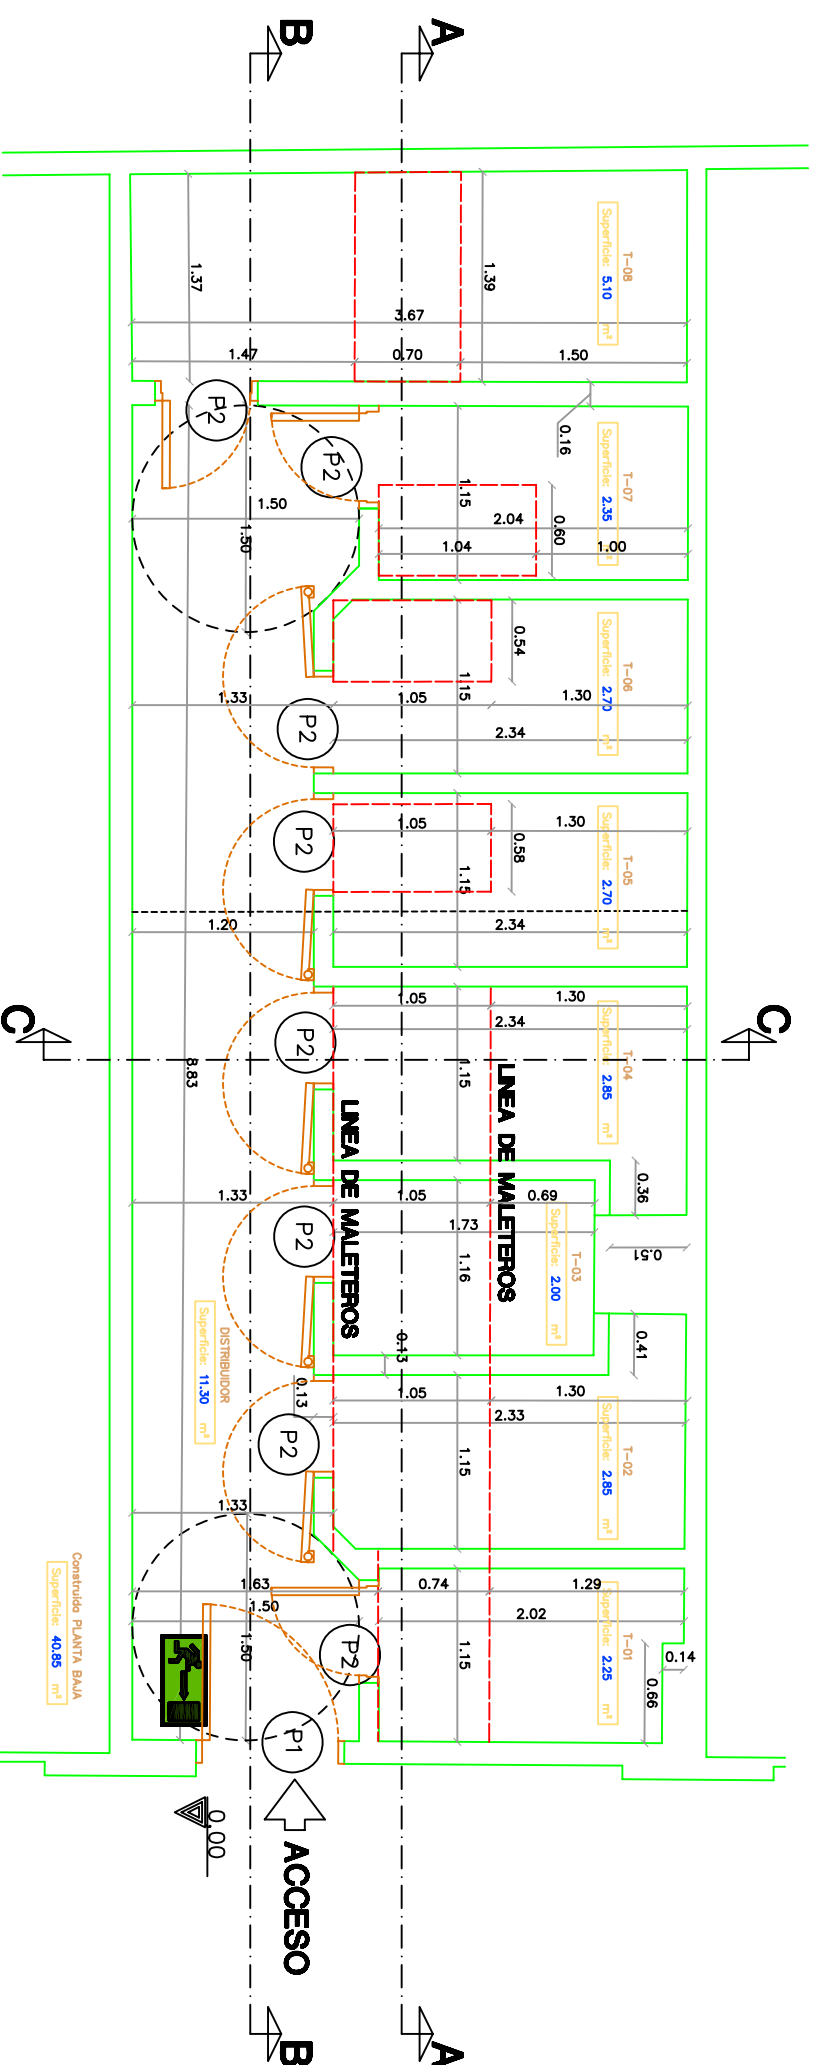 B
A
T-08
Superficie: 5.10 m²
1.37
1.39
3.67
1.47
0.70
1.50
P2
P2
0.16
T-07
Superficie: 2.35 m²
1.15
1.50
1.50
2.04
0.60
1.04
1.00
T-06
Superficie: 2.70 m²
0.54
1.15
1.33
1.05
1.30
P2
2.34
T-05
Superficie: 2.70 m²
1.05
1.30
P2
0.58
1.15
1.20
2.34
C
C
1.05
1.30
2.34
T-04
Superficie: 2.85 m²
P2
8.83
1.15
LINEA DE MALETEROS
LINEA DE MALETEROS
0.36
1.33
1.05
0.69
1.73
P2
0.51
T-03
Superficie: 2.00 m²
1.16
DISTRIBUIDOR
Superficie: 11.30 m²
0.13
0.41
0.13
1.05
1.30
2.33
P2
T-02
Superficie: 2.85 m²
1.15
1.33
1.63
0.74
1.29
1.50
2.02
1.50
P2
1.15
T-01
Superficie: 2.25 m²
0.14
0.66
Construida PLANTA BAJA
Superficie: 40.85 m²
P1
0,00
ACCESO
B
A